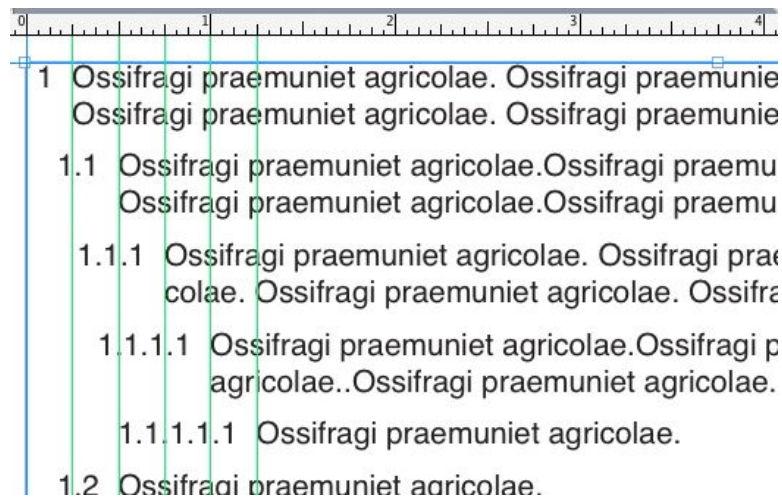 0 1 2 3 4
1 Ossifragi praemuniet agricolae. Ossifragi praemunie
Ossifragi praemuniet agricolae. Ossifragi praemunie
1.1 Ossifragi praemuniet agricolae.Ossifragi praemu
Ossifragi praemuniet agricolae.Ossifragi praemu
1.1.1 Ossifragi praemuniet agricolae. Ossifragi prae
colae. Ossifragi praemuniet agricolae. Ossifra
1.1.1.1 Ossifragi praemuniet agricolae.Ossifragi p
agricolae..Ossifragi praemuniet agricolae.
1.1.1.1.1 Ossifragi praemuniet agricolae.
1.2 Ossifragi praemuniet agricolae.